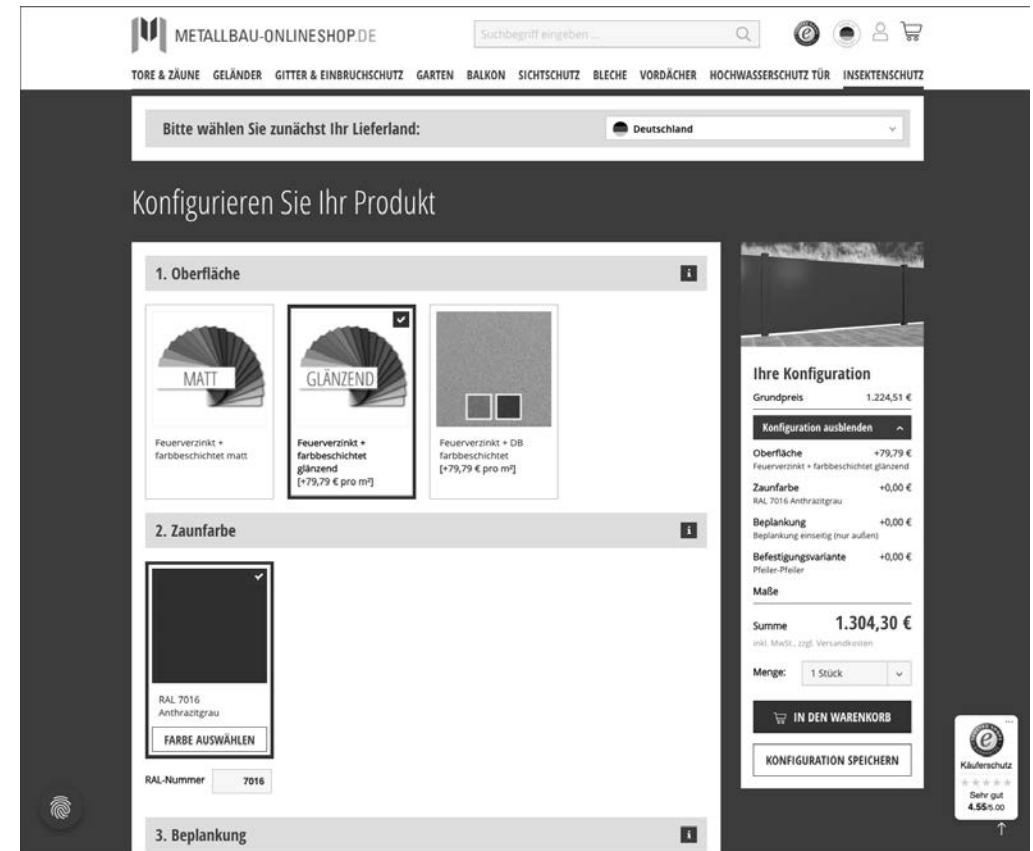 METALLBAU-ONLINESHOP.DE
Suchbegriff eingeben ...
TORE & ZÄUNE GELÄNDER GITTER & EINBRUCHSCHUTZ GARTEN BALKON SICHTSCHUTZ BLECHE VORDÄCHER HOCHWASSERSCHUTZ TÜR INSEKTENSCHUTZ
Bitte wählen Sie zunächst Ihr Lieferland:
Deutschland
Konfigurieren Sie Ihr Produkt
1. Oberfläche
MATT
Feuerverzinkt +
farbbeschichtet matt
GLÄNZEND
Feuerverzinkt +
farbbeschichtet
glänzend
[+79,79 € pro m²]
Feuerverzinkt + DB
farbbeschichtet
[+79,79 € pro m²]
2. Zaunfarbe
RAL 7016
Anthrazitgrau
FARBE AUSWÄHLEN
RAL-Nummer 7016
3. Beplankung
Ihre Konfiguration
Grundpreis 1.224,51 €
Konfiguration ausblenden
Oberfläche +79,79 €
Feuerverzinkt + farbbeschichtet glänzend
Zaunfarbe +0,00 €
RAL 7016 Anthrazitgrau
Beplankung +0,00 €
Beplankung einseitig (nur außen)
Befestigungsvariante +0,00 €
Pfeiler-Pfeiler
Maße
Summe 1.304,30 €
inkl. MwSt., zzgl. Versandkosten
Menge: 1 Stück
IN DEN WARENKORB
KONFIGURATION SPEICHERN
Käuferschutz
Sehr gut
4.55/5.00